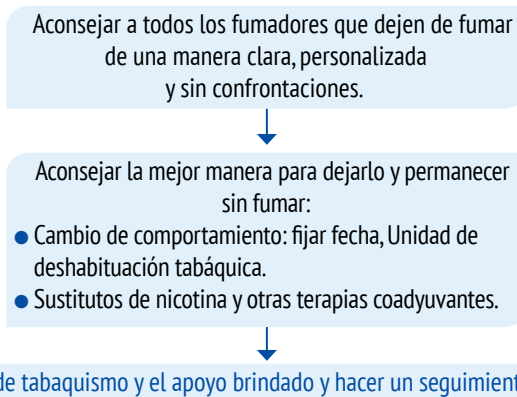 Aconsejar a todos los fumadores que dejen de fumar
de una manera clara, personalizada
y sin confrontaciones.
Aconsejar la mejor manera para dejarlo y permanecer
sin fumar:
● Cambio de comportamiento: fijar fecha, Unidad de
deshabituación tabáquica.
● Sustitutos de nicotina y otras terapias coadyuvantes.
de tabaquismo y el apoyo brindado y hacer un